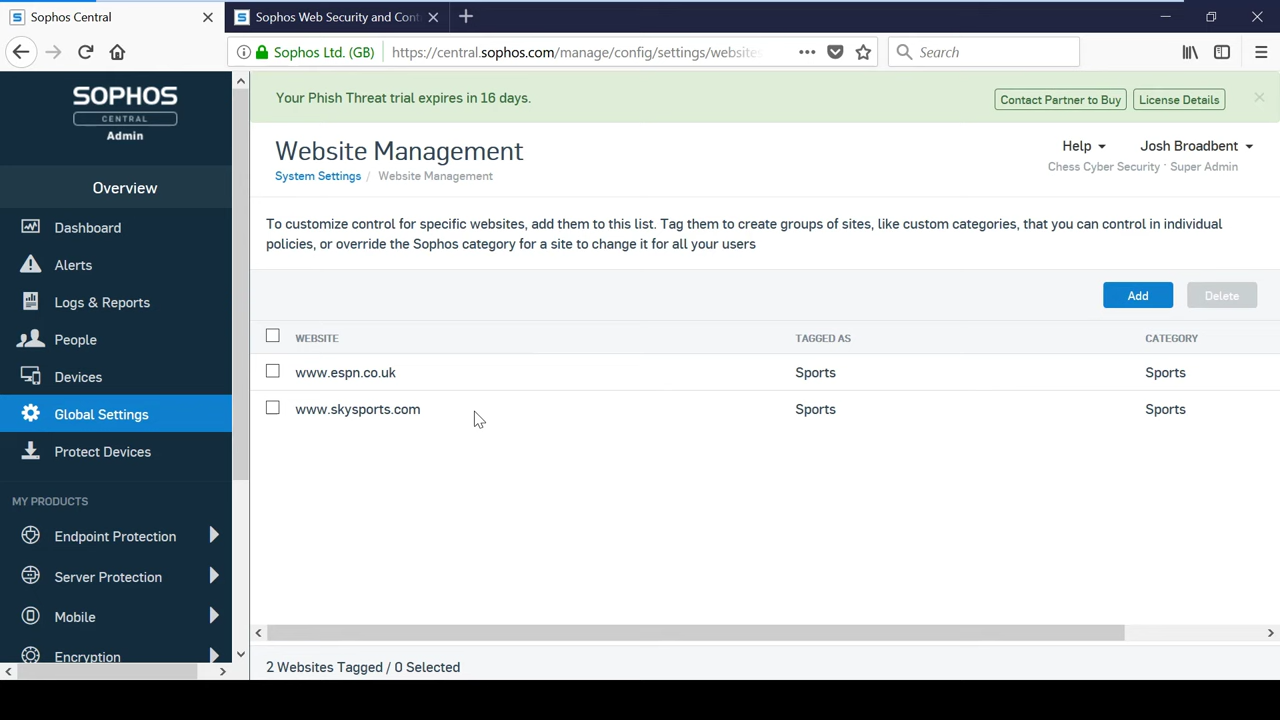 Sophos Central
Sophos Web Security and Cont
Sophos Ltd. (GB)
https://central.sophos.com/manage/config/settings/website
Search
SOPHOS
CENTRAL
Admin
Overview
Dashboard
Alerts
Logs & Reports
People
Devices
Global Settings
Protect Devices
MY PRODUCTS
Endpoint Protection
Server Protection
Mobile
Encryption
Your Phish Threat trial expires in 16 days.
Contact Partner to Buy
License Details
Website Management
Help
Josh Broadbent
System Settings / Website Management
Chess Cyber Security · Super Admin
To customize control for specific websites, add them to this list. Tag them to create groups of sites, like custom categories, that you can control in individual
policies, or override the Sophos category for a site to change it for all your users
Add
Delete
WEBSITE TAGGED AS CATEGORY
www.espn.co.uk Sports Sports
www.skysports.com Sports Sports
2 Websites Tagged / 0 Selected